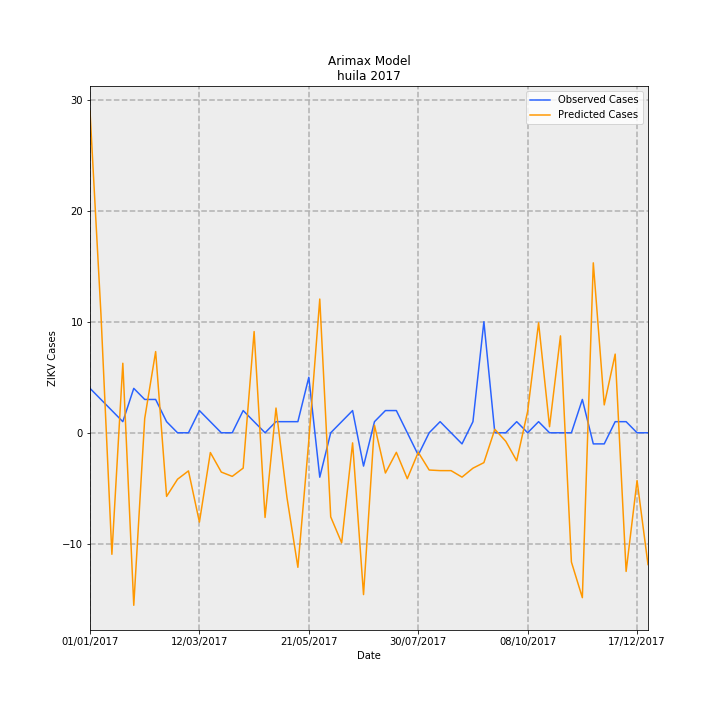 Arimax Model
huila 2017
Observed Cases
Predicted Cases
30
20
10
0
−10
ZIKV Cases
01/01/2017
12/03/2017
21/05/2017
30/07/2017
08/10/2017
17/12/2017
Date